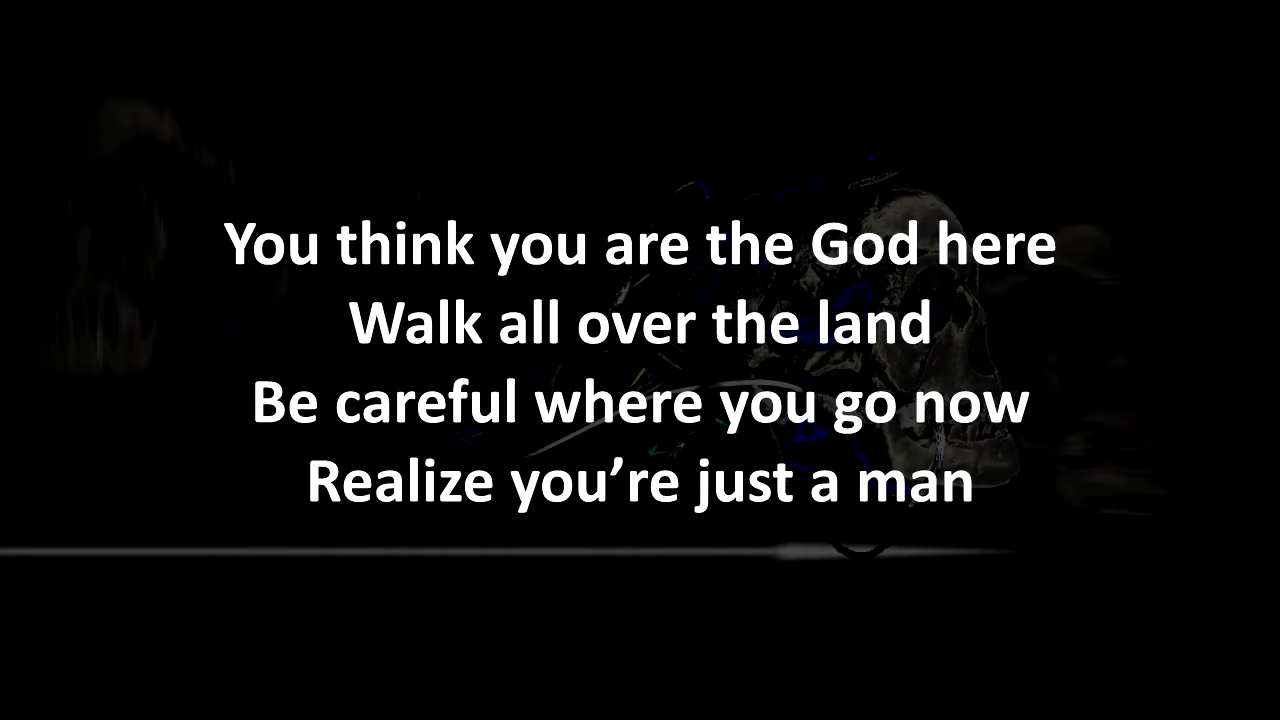 You think you are the God here
Walk all over the land
Be careful where you go now
Realize you’re just a man